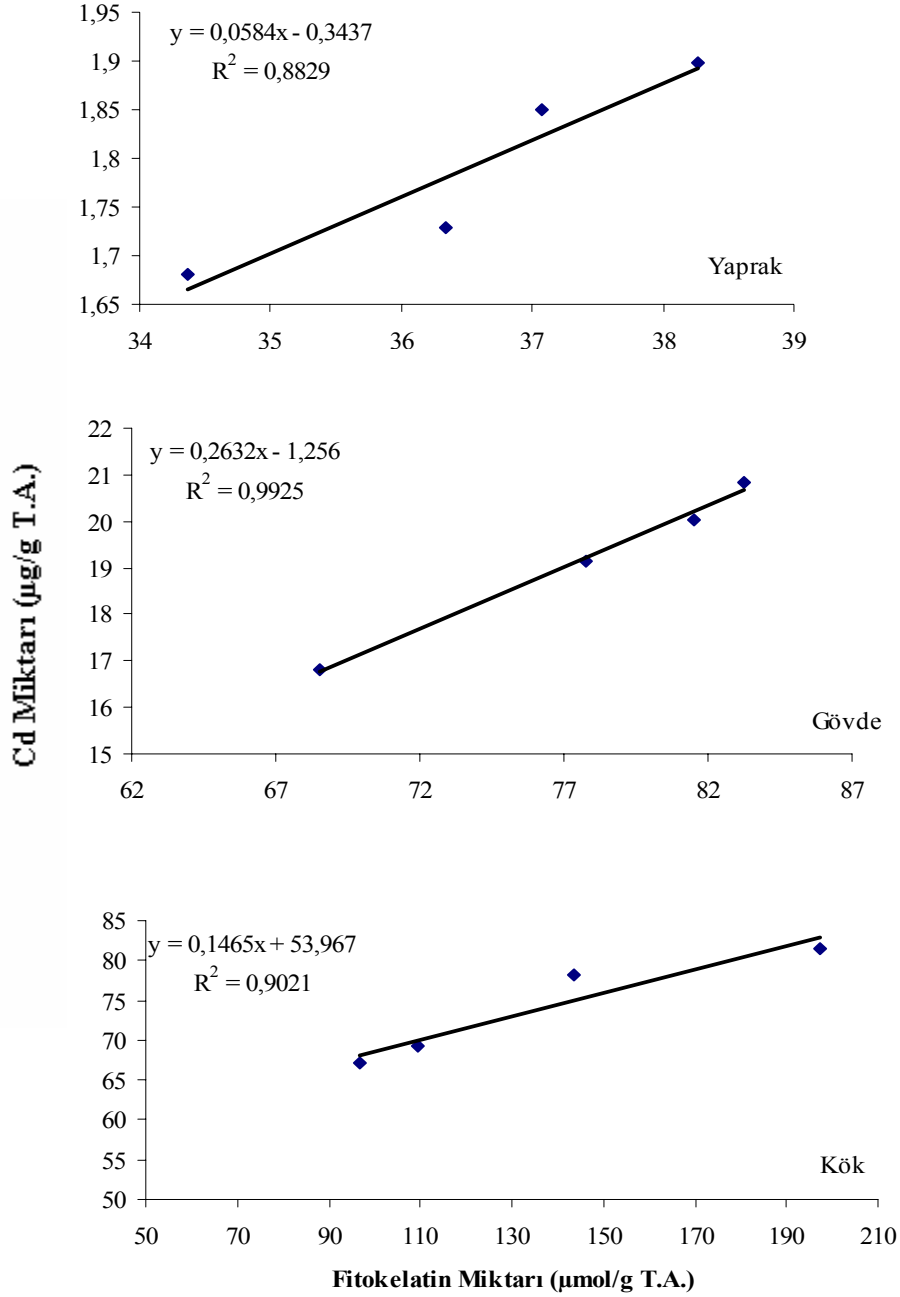 1,95
y = 0,0584x - 0,3437
R² = 0,8829
1,9
1,85
1,8
1,75
1,7
Yaprak
1,65
34 35 36 37 38 39
Cd Miktarı (µg/g T.A.)
22
y = 0,2632x - 1,256
21
R² = 0,9925
20
19
18
17
16
Gövde
15
62 67 72 77 82 87
85
y = 0,1465x + 53,967
80
R² = 0,9021
75
70
65
60
55
Kök
50
50 70 90 110 130 150 170 190 210
Fitokelatin Miktarı (µmol/g T.A.)